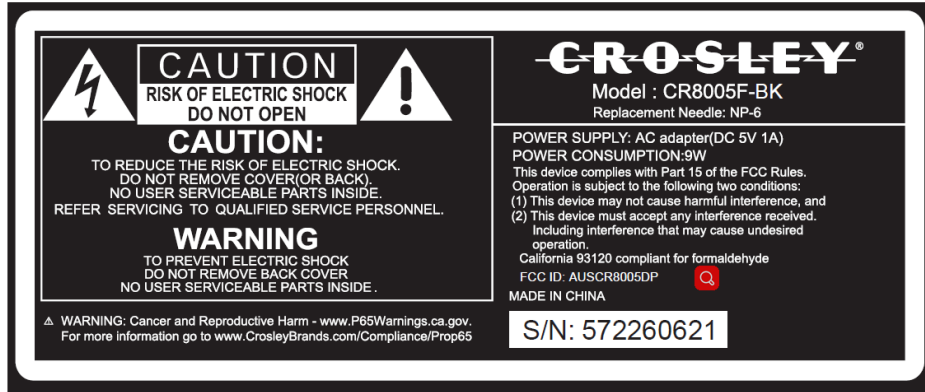 CAUTION
RISK OF ELECTRIC SHOCK
DO NOT OPEN
CAUTION:
TO REDUCE THE RISK OF ELECTRIC SHOCK.
DO NOT REMOVE COVER(OR BACK).
NO USER SERVICEABLE PARTS INSIDE.
REFER SERVICING TO QUALIFIED SERVICE PERSONNEL.
WARNING
TO PREVENT ELECTRIC SHOCK
DO NOT REMOVE BACK COVER
NO USER SERVICEABLE PARTS INSIDE .
⚠ WARNING: Cancer and Reproductive Harm - www.P65Warnings.ca.gov.
For more information go to www.CrosleyBrands.com/Compliance/Prop65
CROSLEY®
Model : CR8005F-BK
Replacement Needle: NP-6
POWER SUPPLY: AC adapter(DC 5V 1A)
POWER CONSUMPTION:9W
This device complies with Part 15 of the FCC Rules.
Operation is subject to the following two conditions:
(1) This device may not cause harmful interference, and
(2) This device must accept any interference received.
Including interference that may cause undesired
operation.
California 93120 compliant for formaldehyde
FCC ID: AUSCR8005DP
MADE IN CHINA
S/N: 572260621